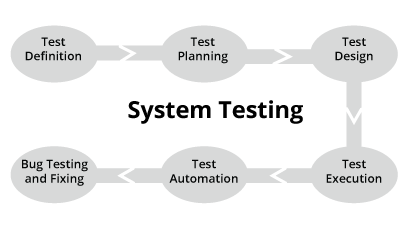 Test
Definition
Test
Planning
Test
Design
System Testing
Bug Testing
and Fixing
Test
Automation
Test
Execution